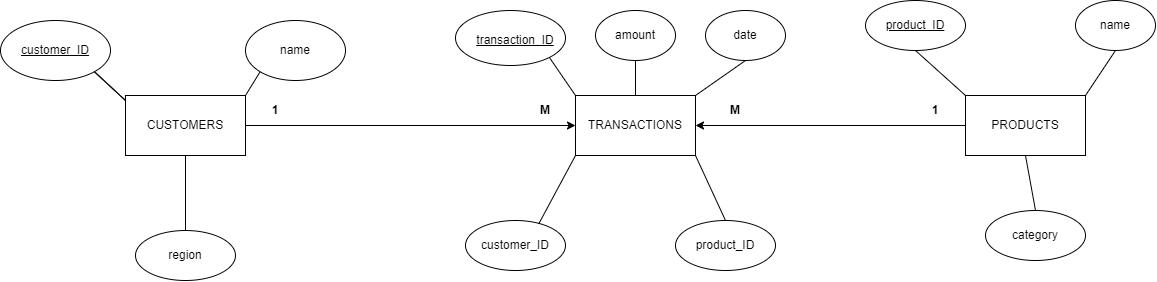 customer_ID
name
transaction_ID
amount
date
product_ID
name
1
M
M
1
CUSTOMERS
TRANSACTIONS
PRODUCTS
region
customer_ID
product_ID
category